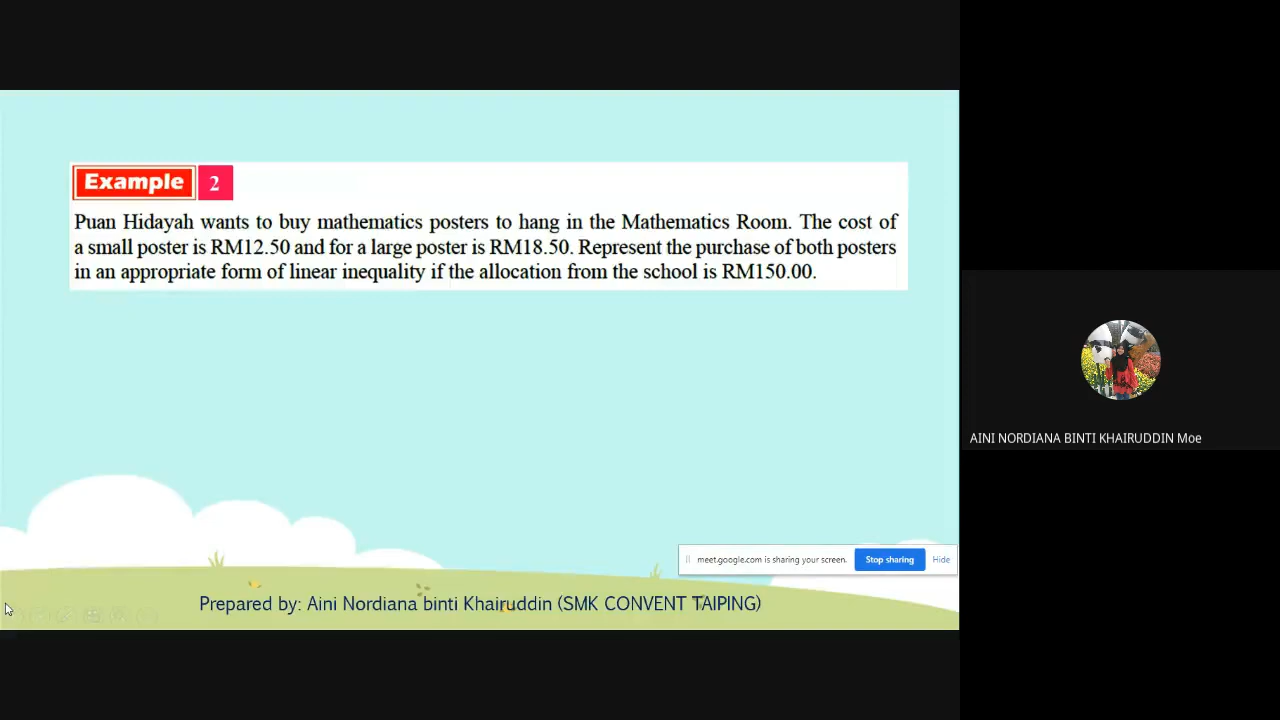 Example 2
Puan Hidayah wants to buy mathematics posters to hang in the Mathematics Room. The cost of
a small poster is RM12.50 and for a large poster is RM18.50. Represent the purchase of both posters
in an appropriate form of linear inequality if the allocation from the school is RM150.00.
AINI NORDIANA BINTI KHAIRUDDIN Moe
meet.google.com is sharing your screen.
Stop sharing
Hide
Prepared by: Aini Nordiana binti Khairuddin (SMK CONVENT TAIPING)